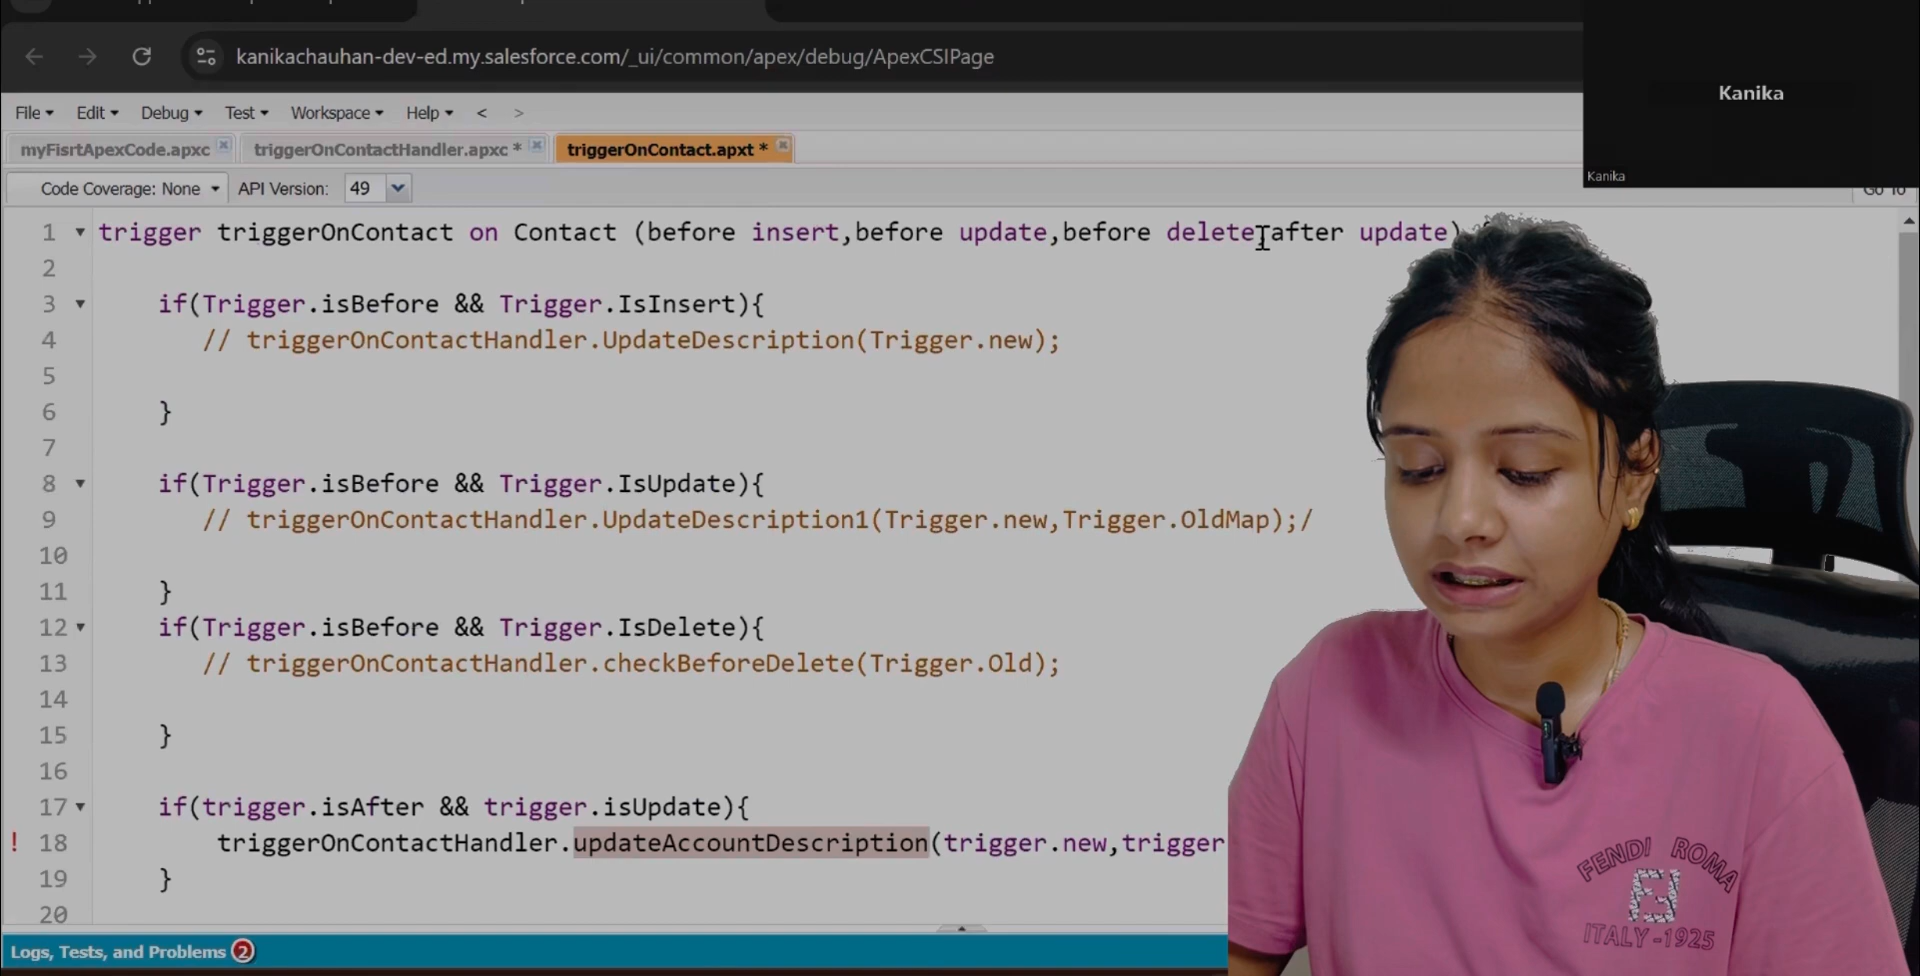 kanikachauhan-dev-ed.my.salesforce.com/_ui/common/apex/debug/ApexCSIPage
Kanika
File Edit Debug Test Workspace Help < >
myFisrtApexCode.apxc triggerOnContactHandler.apxc * triggerOnContact.apxt *
Kanika
Code Coverage: None API Version: 49 Go To
1 trigger triggerOnContact on Contact (before insert,before update,before delete,after update) {
2
3 if(Trigger.isBefore && Trigger.IsInsert){
4 // triggerOnContactHandler.UpdateDescription(Trigger.new);
5
6 }
7
8 if(Trigger.isBefore && Trigger.IsUpdate){
9 // triggerOnContactHandler.UpdateDescription1(Trigger.new,Trigger.OldMap);/
10
11 }
12 if(Trigger.isBefore && Trigger.IsDelete){
13 // triggerOnContactHandler.checkBeforeDelete(Trigger.Old);
14
15 }
16
17 if(trigger.isAfter && trigger.isUpdate){
! 18 triggerOnContactHandler.updateAccountDescription(trigger.new,trigger
19 }
20
Logs, Tests, and Problems 2
FENDI ROMA
ITALY-1925